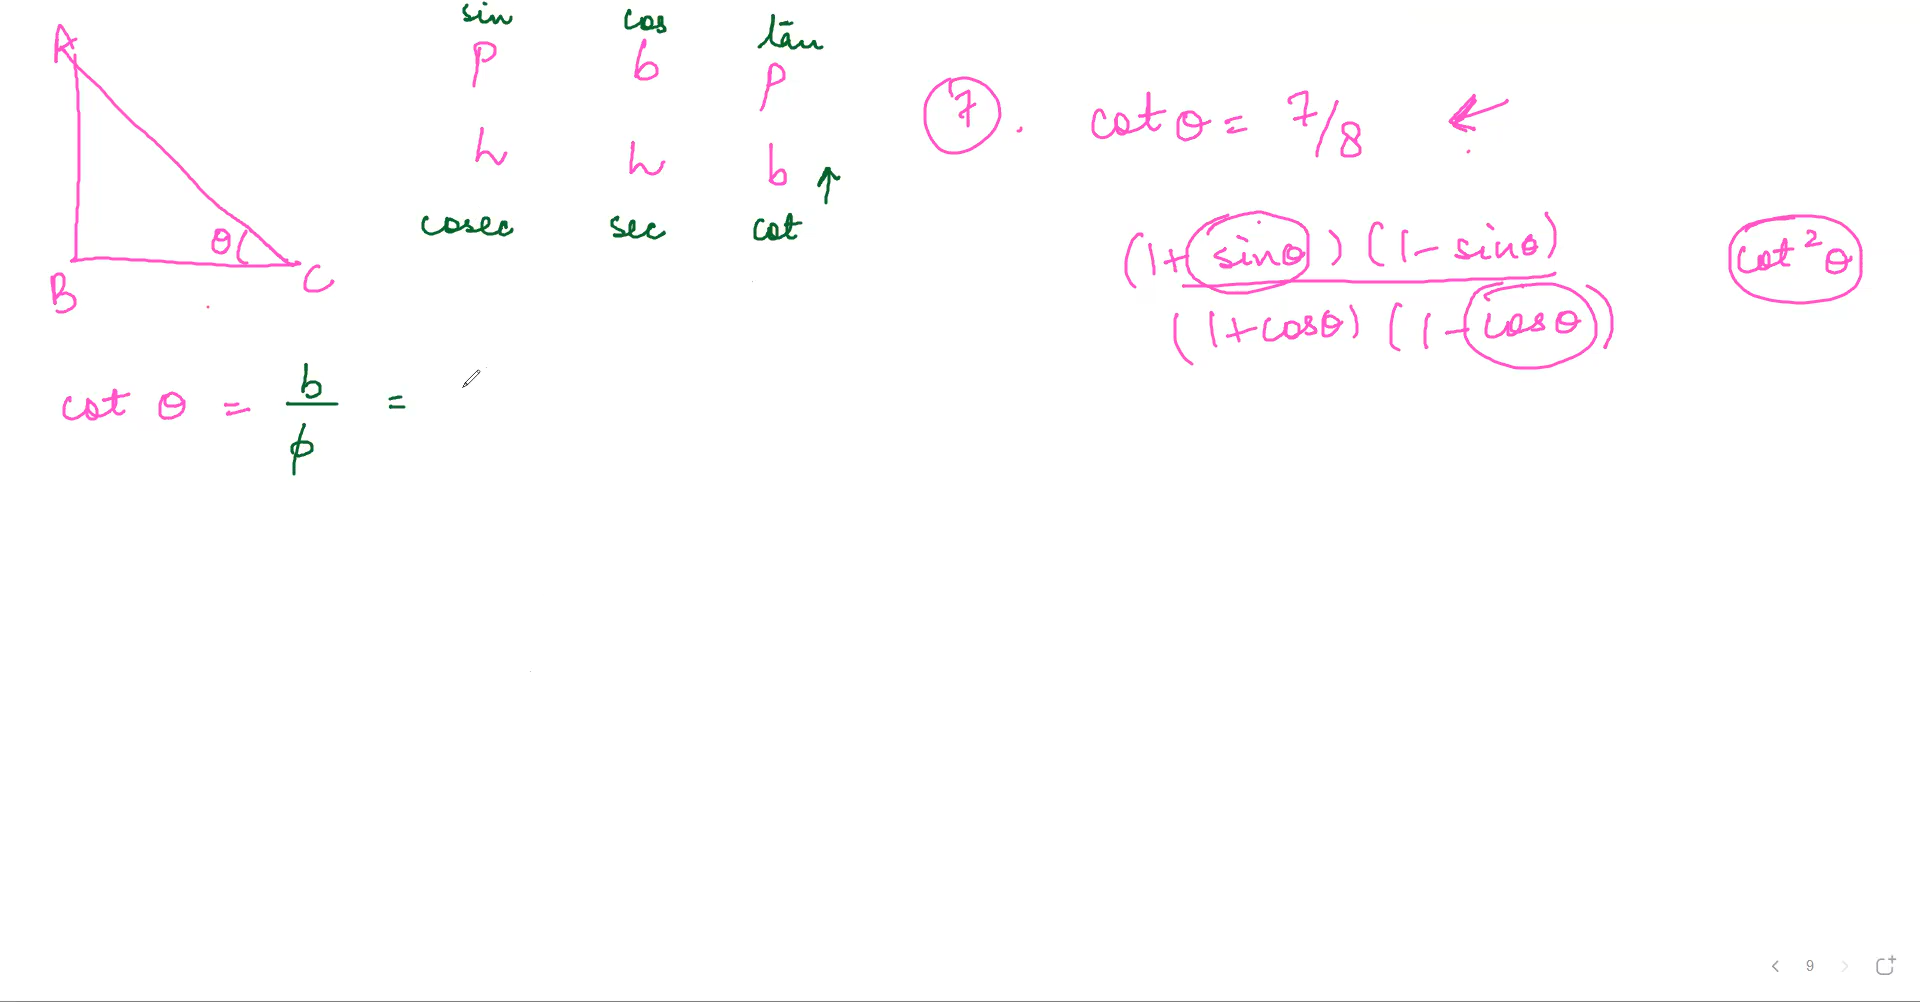 A
B
C
θ
sin cos tan
p b p
h h b ↑
cosec sec cot
7. cot θ = 7/8 ←
(1+ sinθ) (1- sinθ)
(1+cosθ) (1-cosθ)
cot² θ
cot θ = b/p =
9